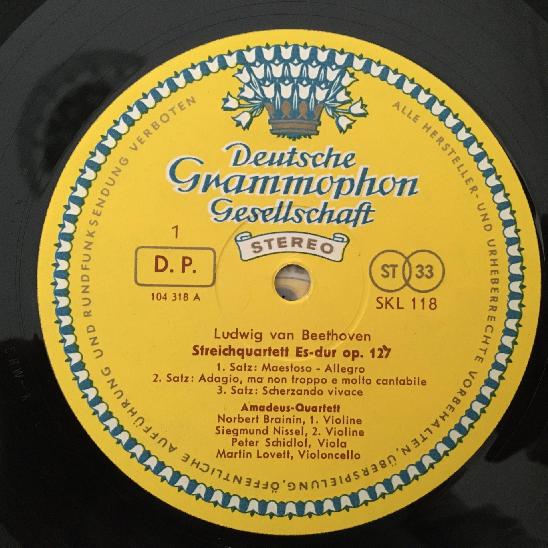 ALLE HERSTELLER- UND URHEBERRECHTE VORBEHALTEN, ÜBERSPIELUNG, ÖFFENTLICHE AUFFÜHRUNG UND RUNDFUNKSENDUNG VERBOTEN
Deutsche
Grammophon
Gesellschaft
STEREO
1
D. P.
104 318 A
ST 33
SKL 118
Ludwig van Beethoven
Streichquartett Es-dur op. 127
1. Satz: Maestoso - Allegro
2. Satz: Adagio, ma non troppo e molto cantabile
3. Satz: Scherzando vivace
Amadeus-Quartett
Norbert Brainin, 1. Violine
Siegmund Nissel, 2. Violine
Peter Schidlof, Viola
Martin Lovett, Violoncello